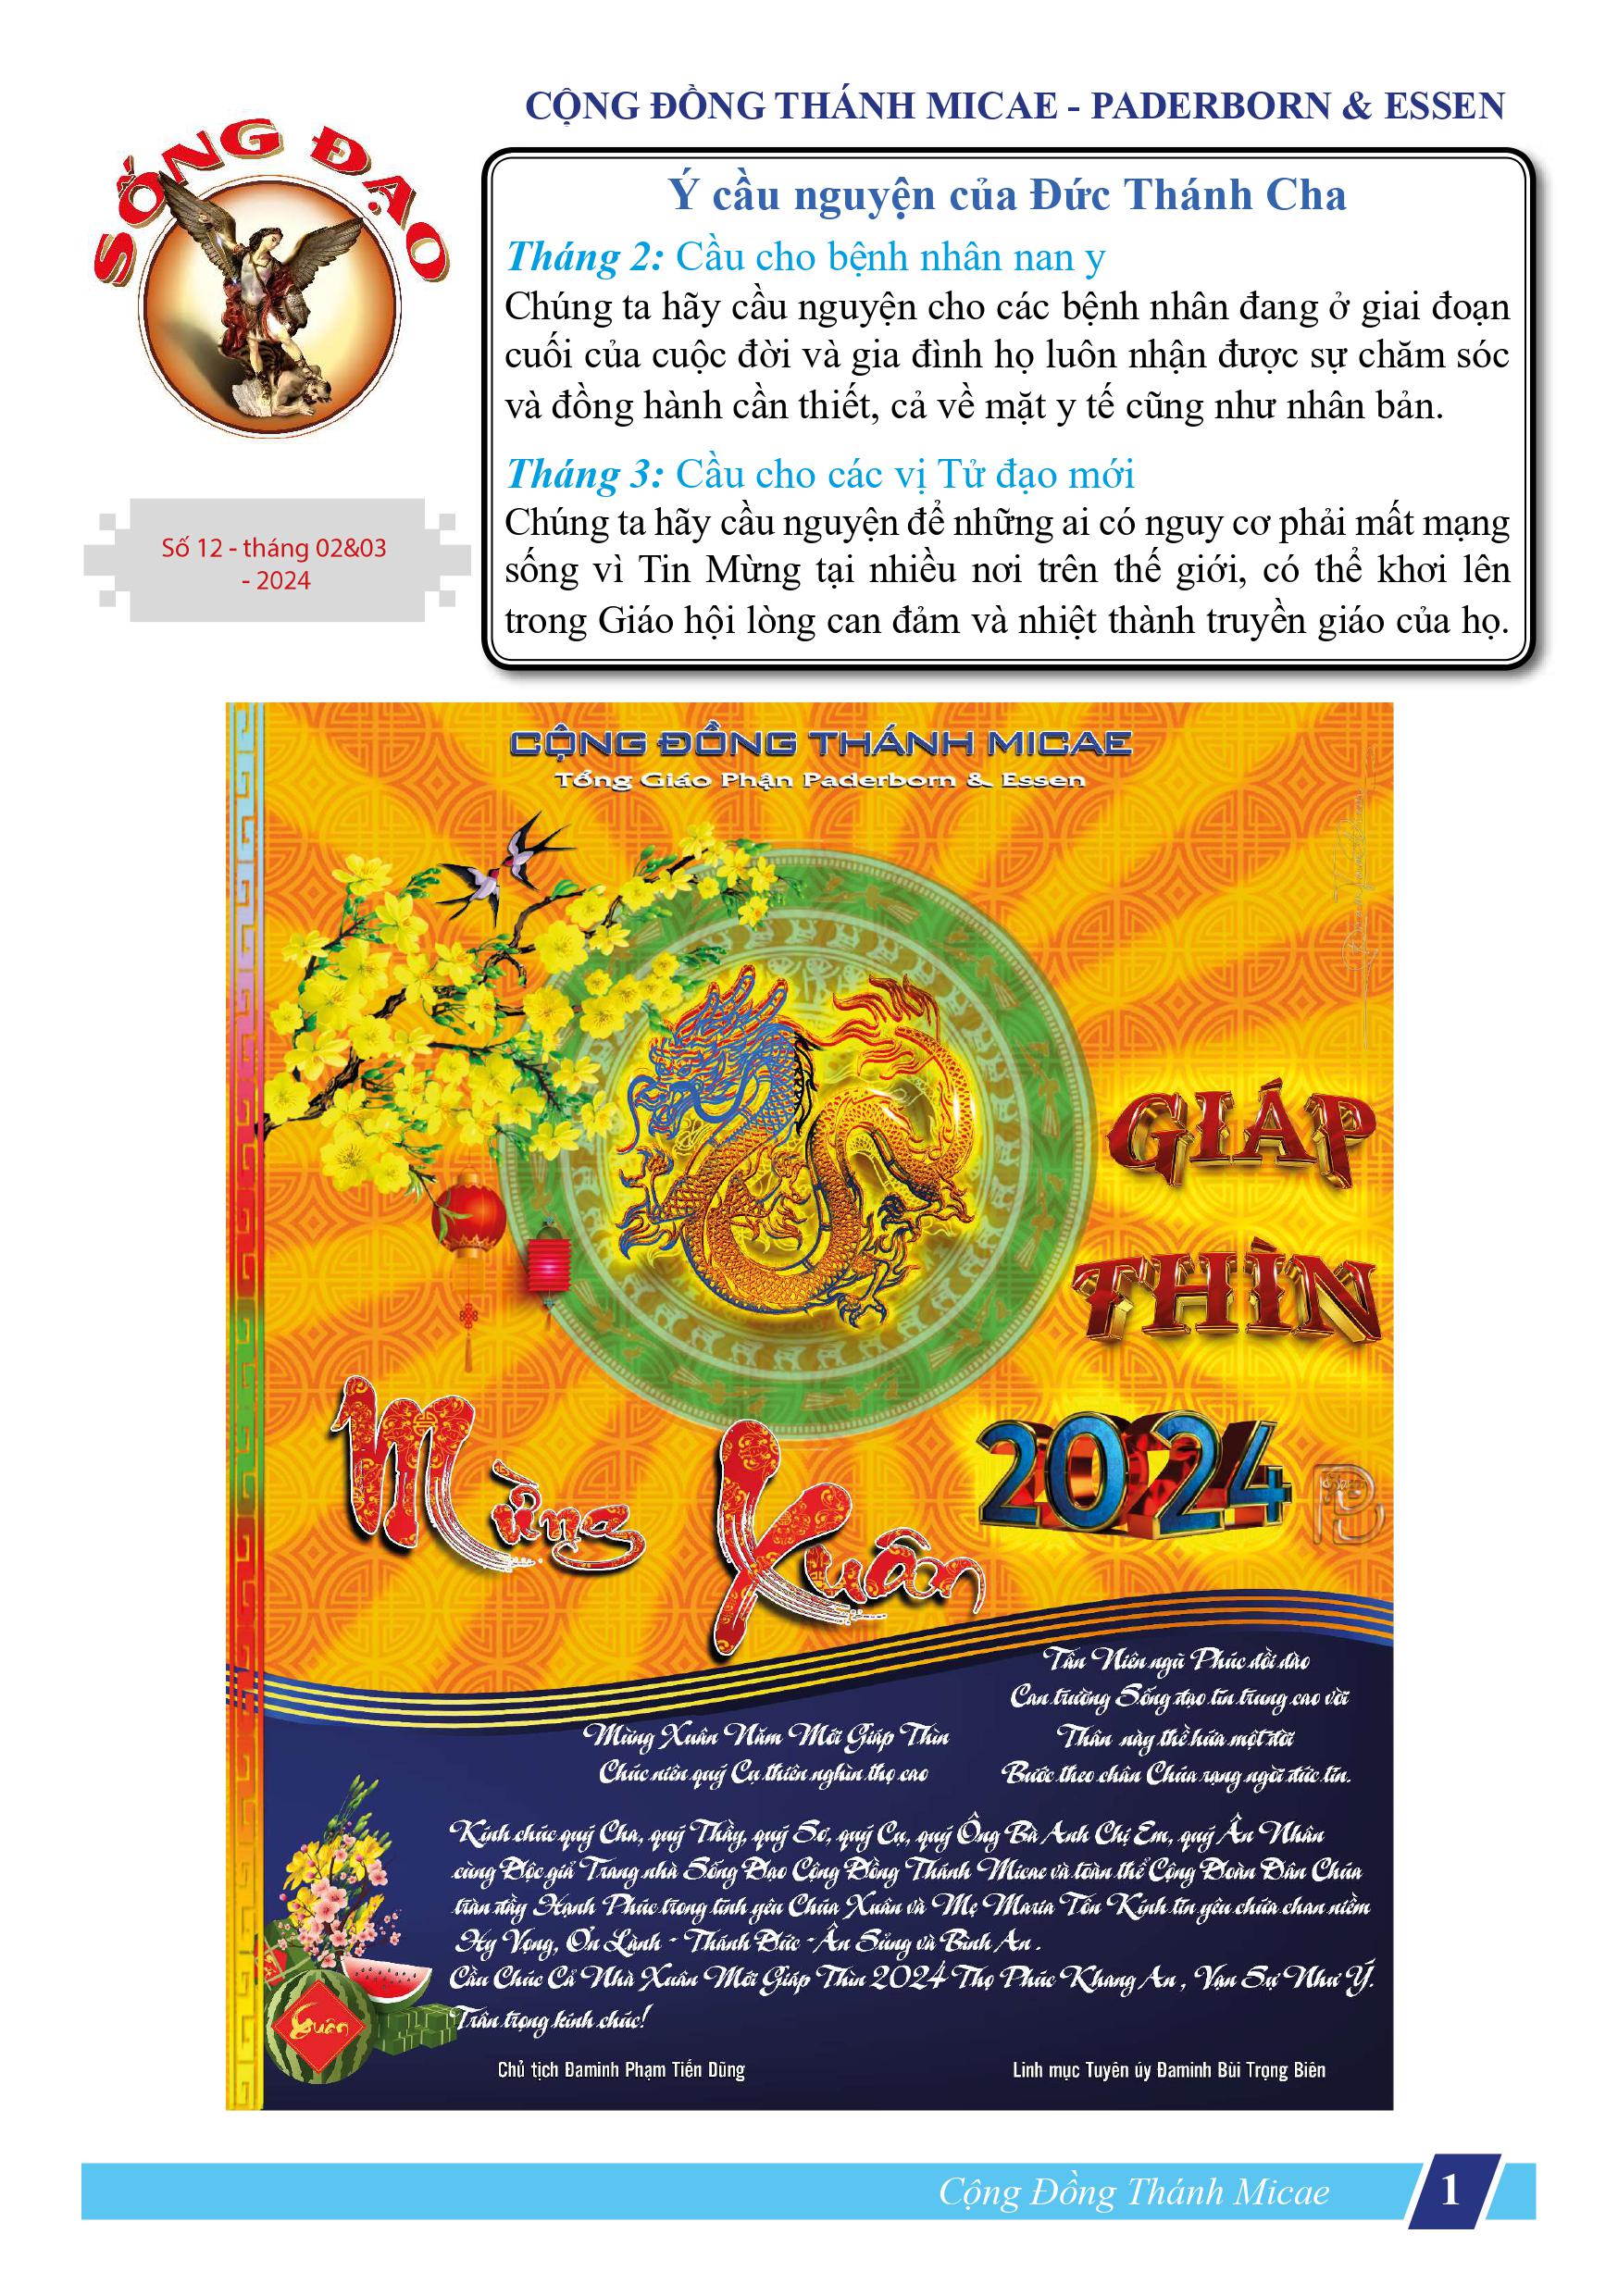 CỘNG ĐỒNG THÁNH MICAE - PADERBORN & ESSEN
SỐNG ĐẠO
Số 12 - tháng 02&03
- 2024
Ý cầu nguyện của Đức Thánh Cha
Tháng 2: Cầu cho bệnh nhân nan y
Chúng ta hãy cầu nguyện cho các bệnh nhân đang ở giai đoạn
cuối của cuộc đời và gia đình họ luôn nhận được sự chăm sóc
và đồng hành cần thiết, cả về mặt y tế cũng như nhân bản.
Tháng 3: Cầu cho các vị Tử đạo mới
Chúng ta hãy cầu nguyện để những ai có nguy cơ phải mất mạng
sống vì Tin Mừng tại nhiều nơi trên thế giới, có thể khơi lên
trong Giáo hội lòng can đảm và nhiệt thành truyền giáo của họ.
CỘNG ĐỒNG THÁNH MICAE
Tổng Giáo Phận Paderborn & Essen
GIÁP
THÌN
2024
Mừng Xuân
Mừng Xuân Năm Mới Giáp Thìn
Chúc niên quý Cụ thiên nghìn thọ cao
Tân Niên ngũ Phúc dồi dào
Can trường Sống đạo tín trung cao vời
Thân này thề hứa một đời
Bước theo chân Chúa rạng ngời đức tin.
Kính chúc quý Cha, quý Thầy, quý Sơ, quý Cụ, quý Ông Bà Anh Chị Em, quý Ân Nhân
cùng Độc giả Trang nhà Sống Đạo Cộng Đồng Thánh Micae và toàn thể Cộng Đoàn Dân Chúa
tràn đầy Hạnh Phúc trong tình yêu Chúa Xuân và Mẹ Maria Tôn Kính tin yêu chứa chan niềm
Hy Vọng, Ơn Lành - Thánh Đức - Ân Sủng và Bình An.
Cầu Chúc Cả Nhà Xuân Mới Giáp Thìn 2024 Thọ Phúc Khang An, Vạn Sự Như Ý.
Trân trọng kính chúc!
Xuân
Chủ tịch Đaminh Phạm Tiến Dũng
Linh mục Tuyên úy Đaminh Bùi Trọng Biên
Cộng Đồng Thánh Micae
1